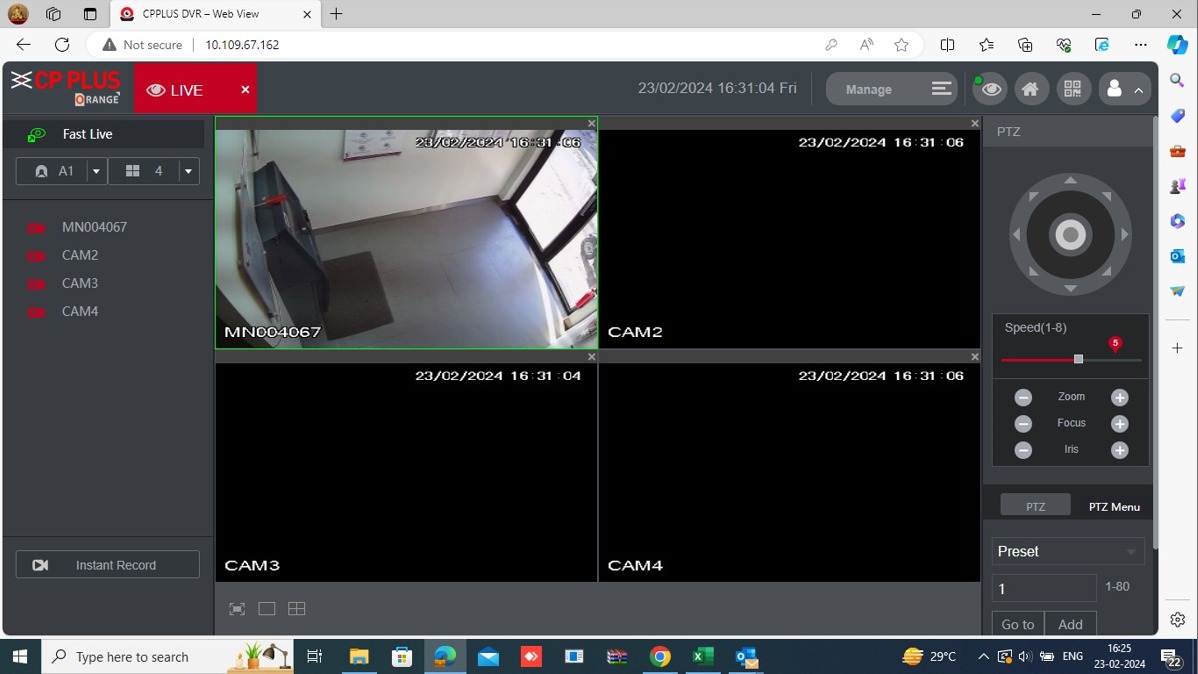 CPPLUS DVR – Web View
Not secure
10.109.67.162
CP PLUS
ORANGE
LIVE
23/02/2024 16:31:04 Fri
Manage
Fast Live
A1
4
MN004067
CAM2
CAM3
CAM4
Instant Record
23/02/2024 16:31:06
MN004067
23/02/2024 16:31:06
CAM2
23/02/2024 16:31:04
CAM3
23/02/2024 16:31:06
CAM4
PTZ
Speed(1-8)
5
Zoom
Focus
Iris
PTZ
PTZ Menu
Preset
1
1-80
Go to
Add
Type here to search
29°C
ENG
16:25
23-02-2024
22